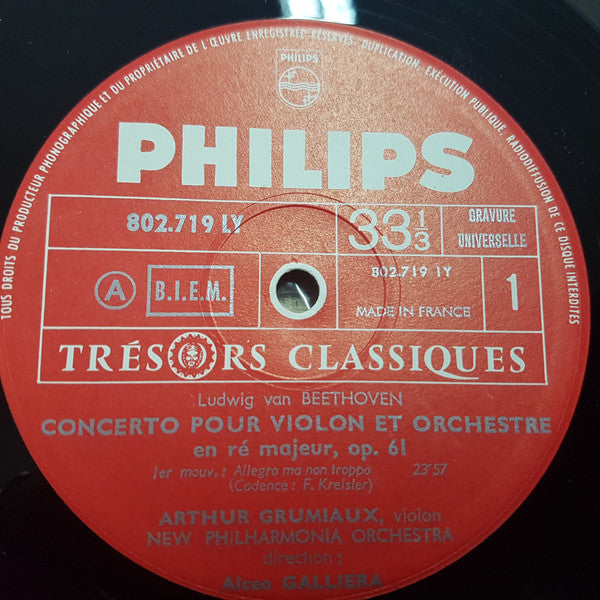 TOUS DROITS DU PRODUCTEUR PHONOGRAPHIQUE ET DU PROPRIÉTAIRE DE L'ŒUVRE ENREGISTRÉE RÉSERVÉS. DUPLICATION, EXÉCUTION PUBLIQUE, RADIODIFFUSION DE CE DISQUE INTERDITES
PHILIPS
PHILIPS
802.719 LY
33 1/3
GRAVURE
UNIVERSELLE
A
B.I.E.M.
802.719 1Y
MADE IN FRANCE
1
TRÉSORS CLASSIQUES
Ludwig van BEETHOVEN
CONCERTO POUR VIOLON ET ORCHESTRE
en ré majeur, op. 61
1er mouv. : Allegro ma non troppo 23'57
(Cadence : F. Kreisler)
ARTHUR GRUMIAUX, violon
NEW PHILHARMONIA ORCHESTRA
direction :
Alceo GALLIERA